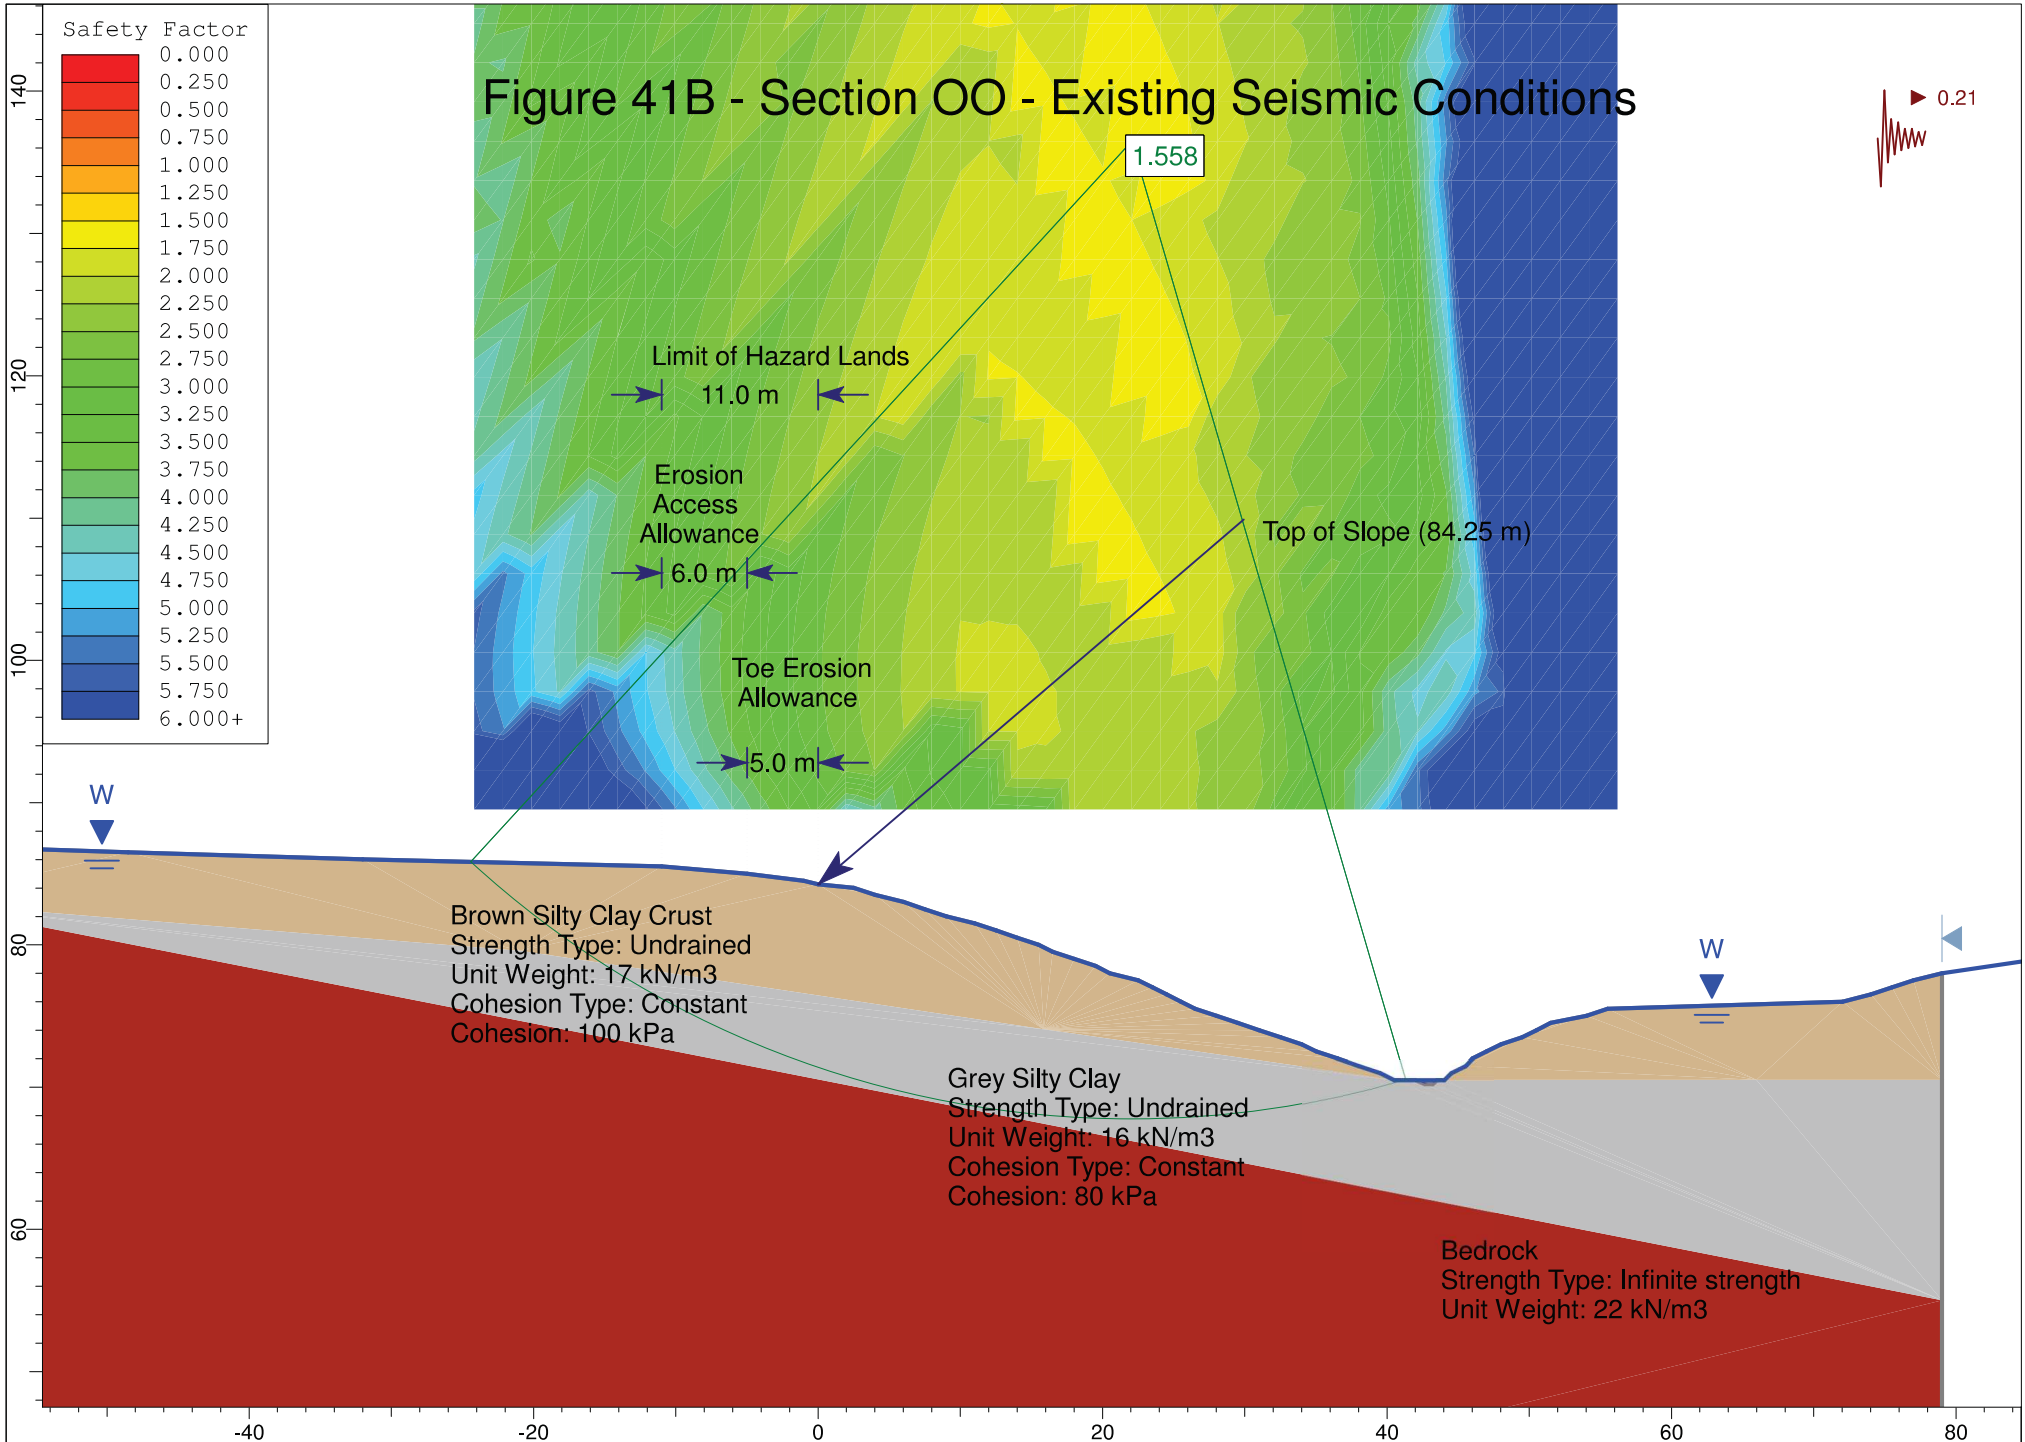 Safety Factor
0.000
0.250
0.500
0.750
1.000
1.250
1.500
1.750
2.000
2.250
2.500
2.750
3.000
3.250
3.500
3.750
4.000
4.250
4.500
4.750
5.000
5.250
5.500
5.750
6.000+
Figure 41B - Section OO - Existing Seismic Conditions
0.21
1.558
Limit of Hazard Lands
11.0 m
Erosion
Access
Allowance
6.0 m
Top of Slope (84.25 m)
Toe Erosion
Allowance
5.0 m
W
W
Brown Silty Clay Crust
Strength Type: Undrained
Unit Weight: 17 kN/m3
Cohesion Type: Constant
Cohesion: 100 kPa
Grey Silty Clay
Strength Type: Undrained
Unit Weight: 16 kN/m3
Cohesion Type: Constant
Cohesion: 80 kPa
Bedrock
Strength Type: Infinite strength
Unit Weight: 22 kN/m3
140
120
100
80
60
-40
-20
0
20
40
60
80